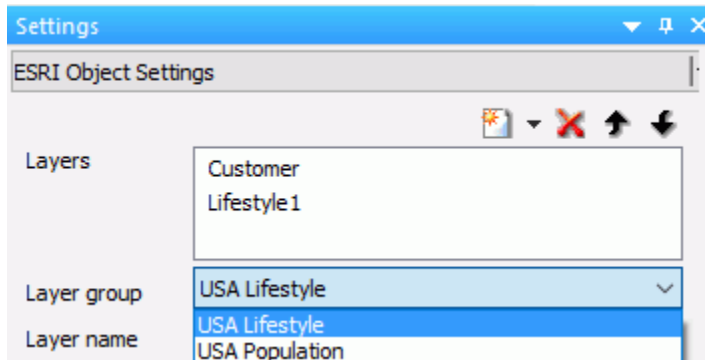 Settings
ESRI Object Settings
Layers
Customer
Lifestyle1
Layer group
USA Lifestyle
Layer name
USA Lifestyle
USA Population